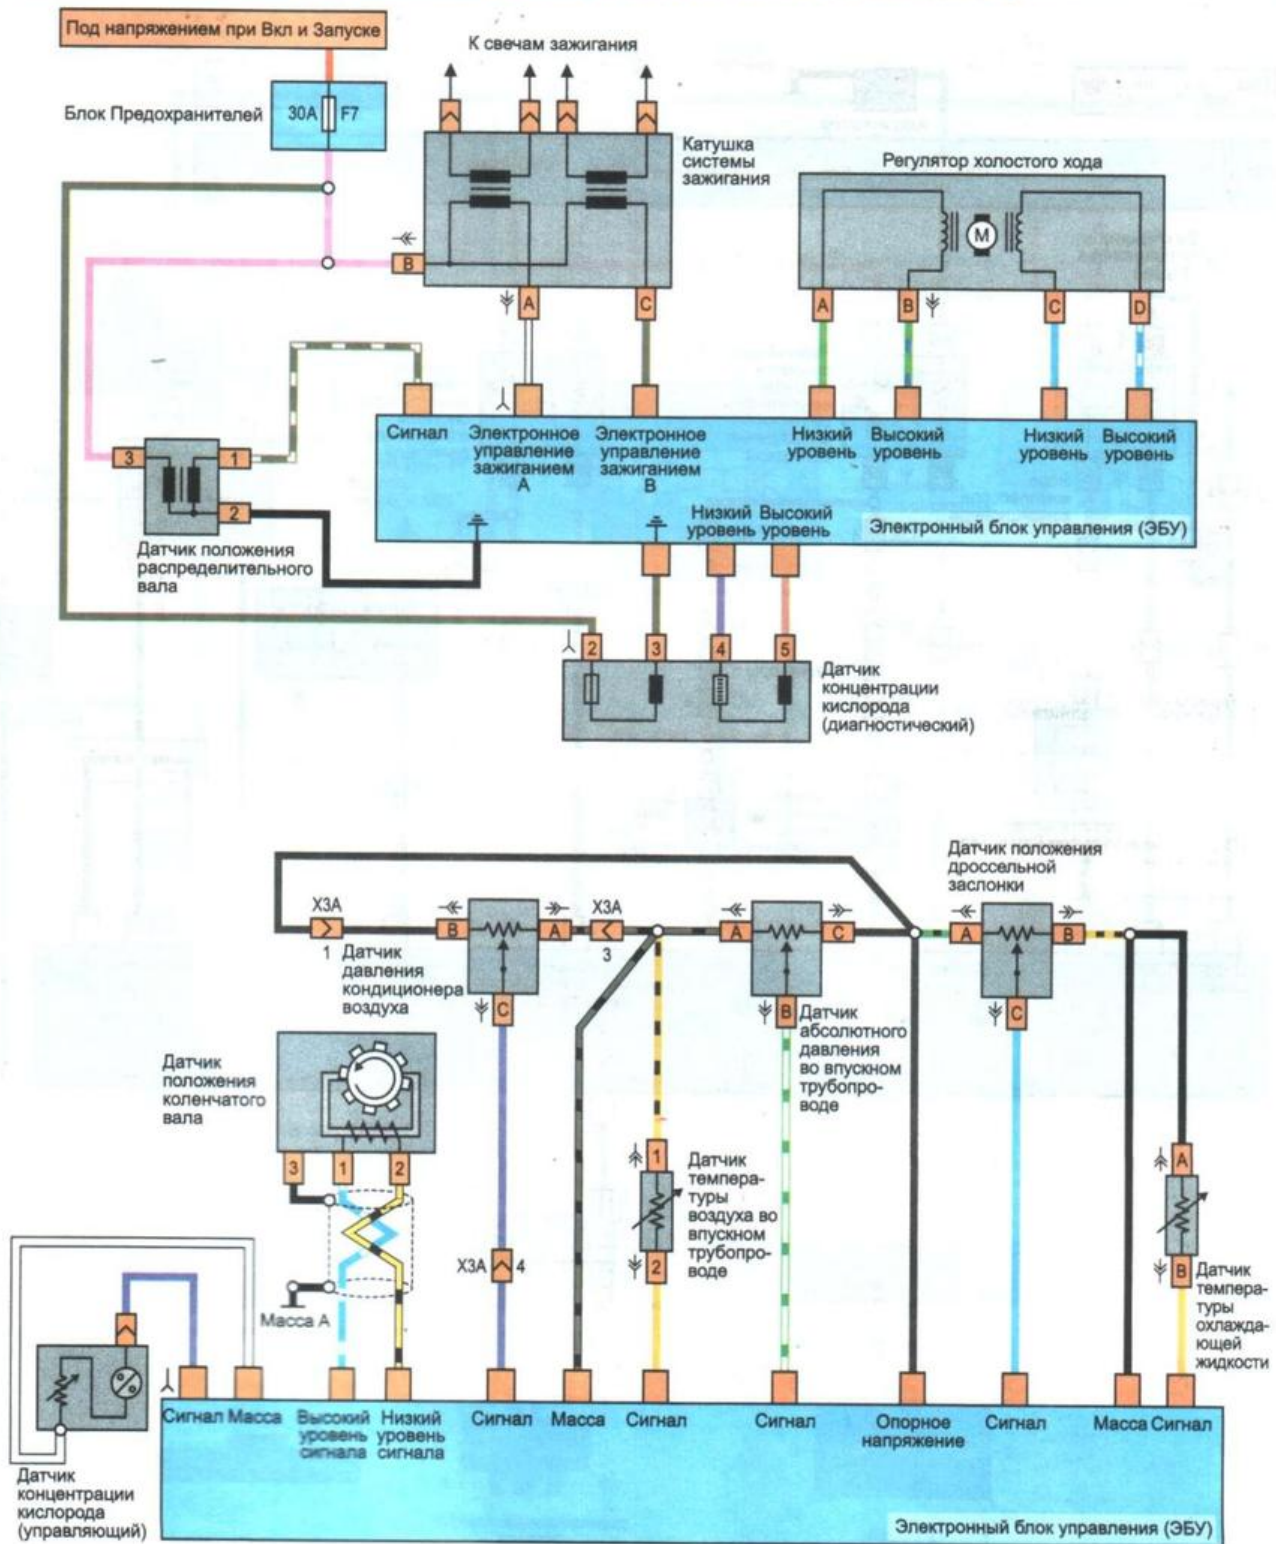 Под напряжением при Вкл и Запуске
К свечам зажигания
Блок Предохранителей
30А F7
Катушка
системы
зажигания
Регулятор холостого хода
M
B
A
C
A
B
C
D
Сигнал
Электронное
управление
зажиганием
А
Электронное
управление
зажиганием
В
Низкий
уровень
Высокий
уровень
Низкий
уровень
Высокий
уровень
3
1
2
Низкий
уровень
Высокий
уровень
Электронный блок управления (ЭБУ)
Датчик положения
распределительного
вала
2
3
4
5
Датчик
концентрации
кислорода
(диагностический)
Датчик положения
дроссельной
заслонки
X3A
1
B
A
C
X3A
3
A
C
B
A
B
C
Датчик
давления
кондиционера
воздуха
Датчик
абсолютного
давления
во впускном
трубопро-
воде
Датчик
положения
коленчатого
вала
3
1
2
1
2
Датчик
темпера-
туры
воздуха во
впускном
трубопро-
воде
A
B
Датчик
темпера-
туры
охлажда-
ющей
жидкости
X3A
4
Масса А
Сигнал
Масса
Высокий
уровень
сигнала
Низкий
уровень
сигнала
Сигнал
Масса
Сигнал
Сигнал
Опорное
напряжение
Сигнал
Масса
Сигнал
Датчик
концентрации
кислорода
(управляющий)
Электронный блок управления (ЭБУ)